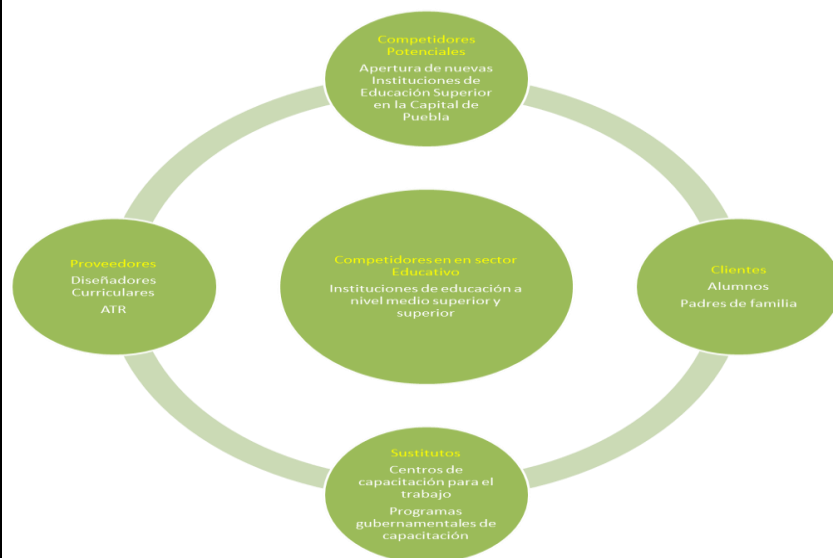 Competidores
Potenciales
Apertura de nuevas
Instituciones de
Educación Superior
en la Capital de
Puebla
Proveedores
Diseñadores
Curriculares
ATR
Competidores en en sector
Educativo
Instituciones de educación a
nivel medio superior y
superior
Clientes
Alumnos
Padres de familia
Sustitutos
Centros de
capacitación para el
trabajo
Programas
gubernamentales de
capacitación